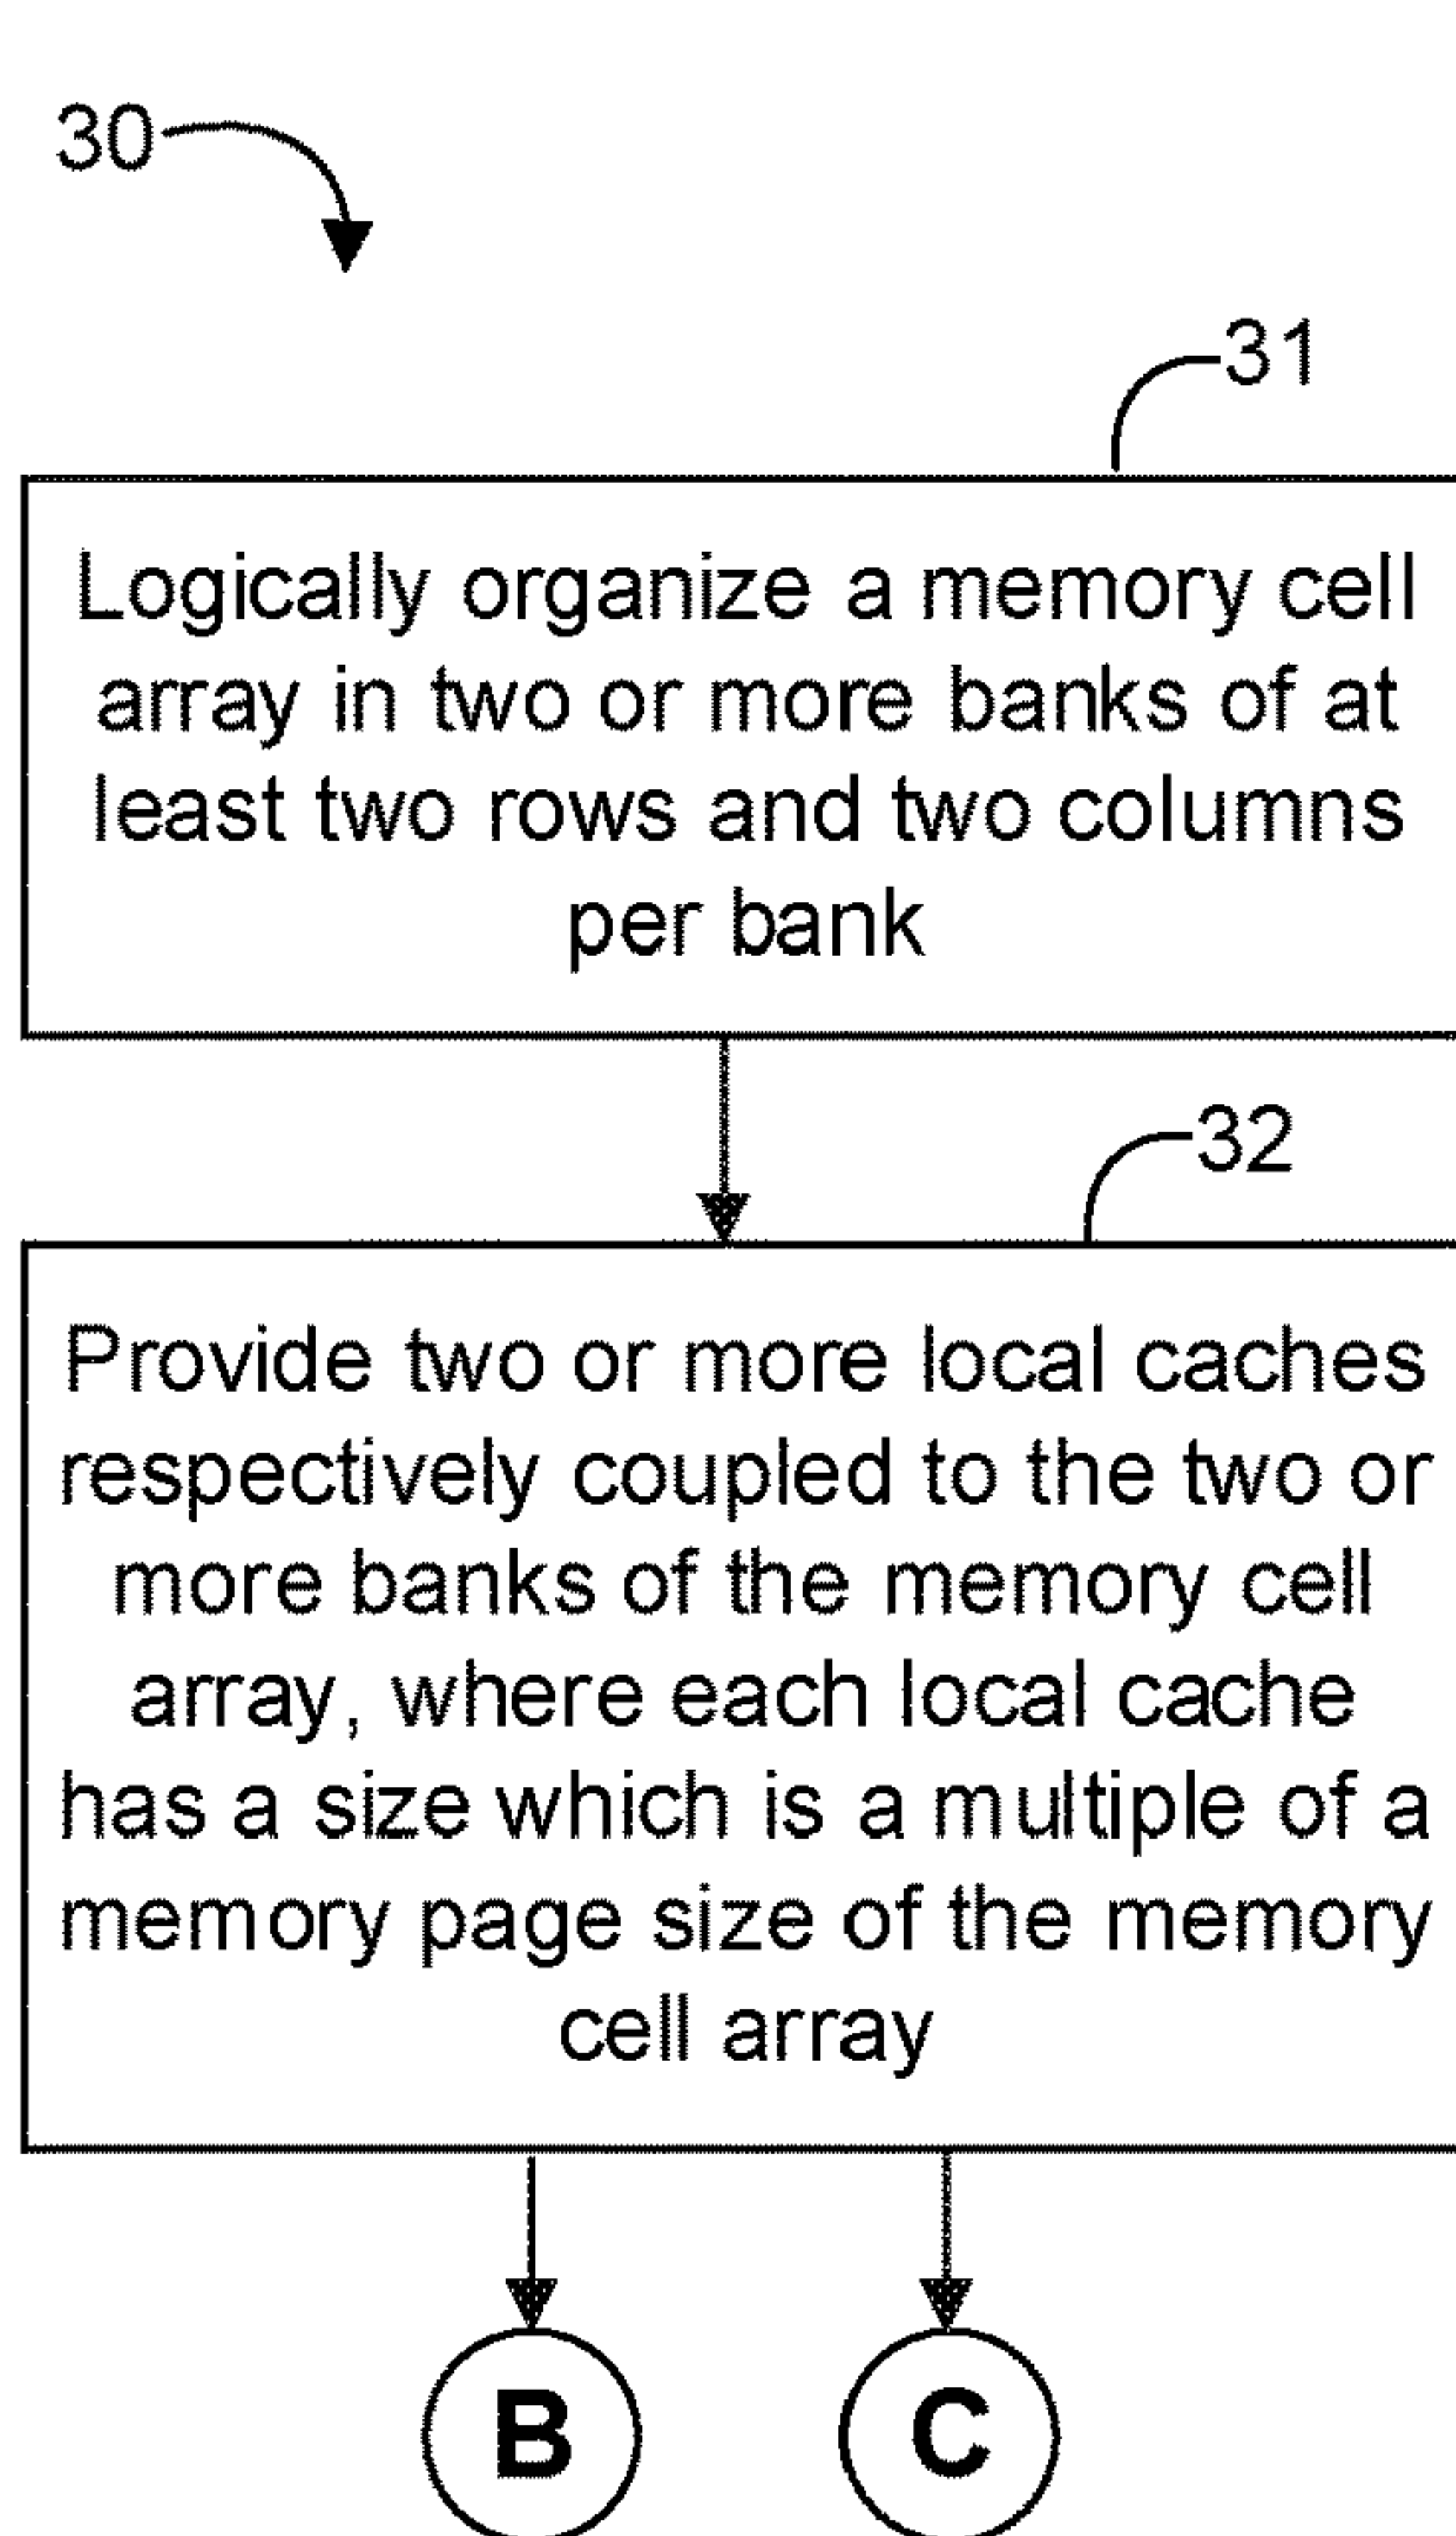 30
31
Logically organize a memory cell
array in two or more banks of at
least two rows and two columns
per bank
32
Provide two or more local caches
respectively coupled to the two or
more banks of the memory cell
array, where each local cache
has a size which is a multiple of a
memory page size of the memory
cell array
B
C